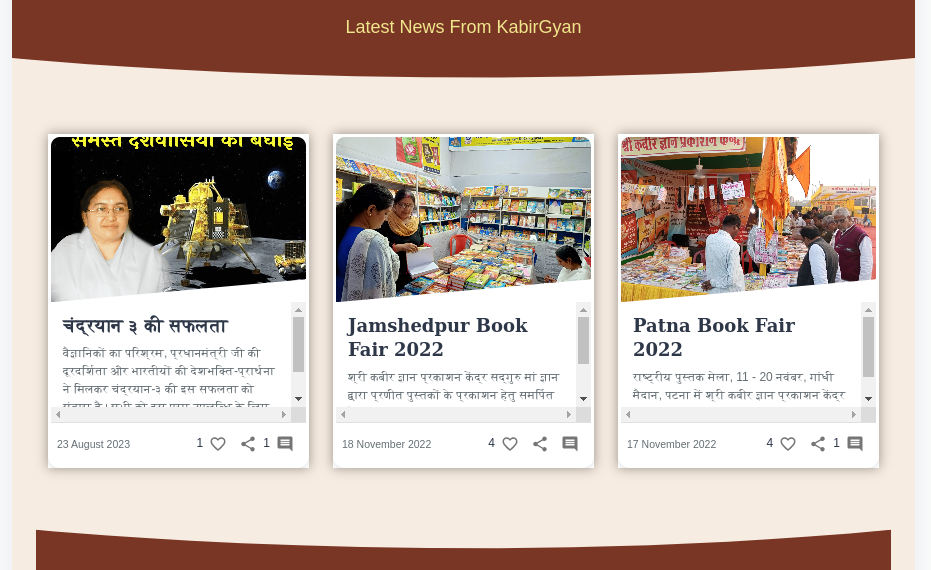 Latest News From KabirGyan
समस्त देशवासियों को बधाई
चंद्रयान ३ की सफलता
वैज्ञानिकों का परिश्रम, प्रधानमंत्री जी की
दूरदर्शिता और भारतीयों की देशभक्ति-प्रार्थना
ने मिलकर चंद्रयान-३ की इस सफलता को
23 August 2023
1
1
Jamshedpur Book
Fair 2022
श्री कबीर ज्ञान प्रकाशन केंद्र सद्गुरु मां ज्ञान
द्वारा प्रणीत पुस्तकों के प्रकाशन हेतु समर्पित
18 November 2022
4
श्री कबीर ज्ञान प्रकाशन केन्द्र
Patna Book Fair
2022
राष्ट्रीय पुस्तक मेला, 11 - 20 नवंबर, गांधी
मैदान, पटना में श्री कबीर ज्ञान प्रकाशन केंद्र
17 November 2022
4
1